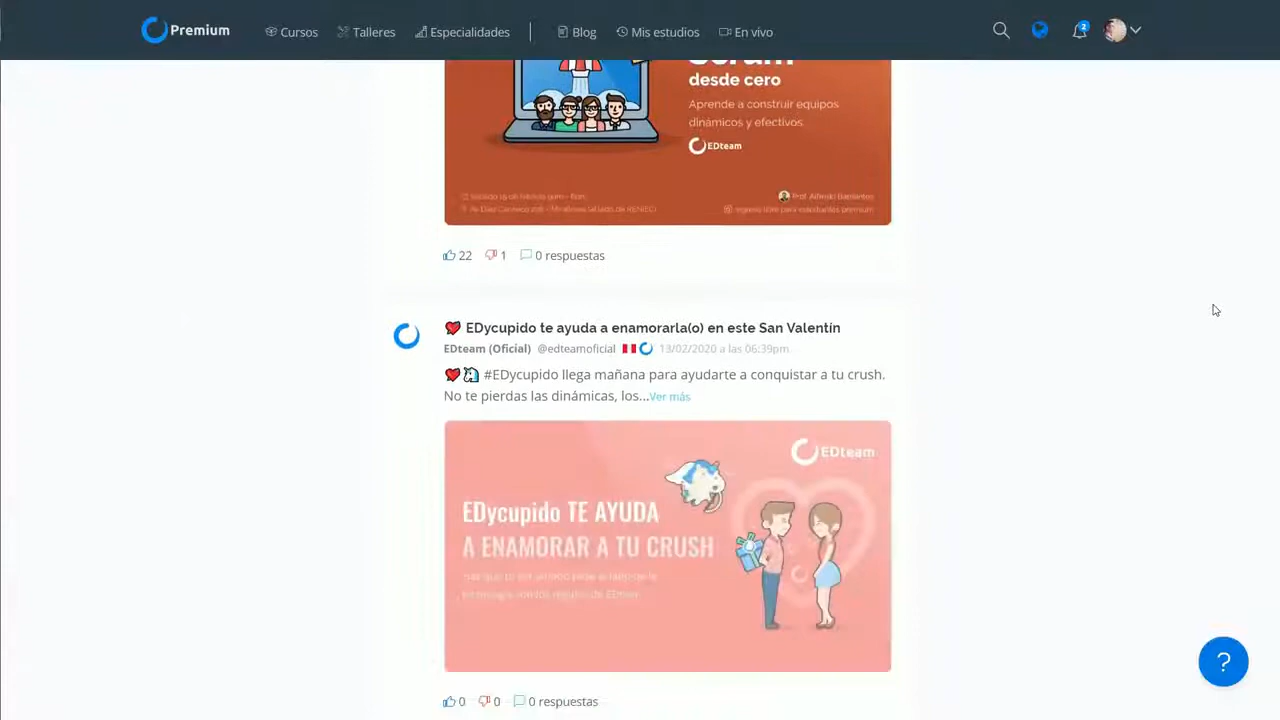 Premium
Cursos
Talleres
Especialidades
Blog
Mis estudios
En vivo
2
Scrum
desde cero
Aprende a construir equipos
dinámicos y efectivos.
EDteam
22
1
0 respuestas
EDycupido te ayuda a enamorarla(o) en este San Valentín
EDteam (Oficial) @edteamoficial 13/02/2020 a las 06:39pm
#EDycupido llega mañana para ayudarte a conquistar a tu crush.
No te pierdas las dinámicas, los...Ver más
EDteam
EDycupido TE AYUDA
A ENAMORAR A TU CRUSH
0
0
0 respuestas
?